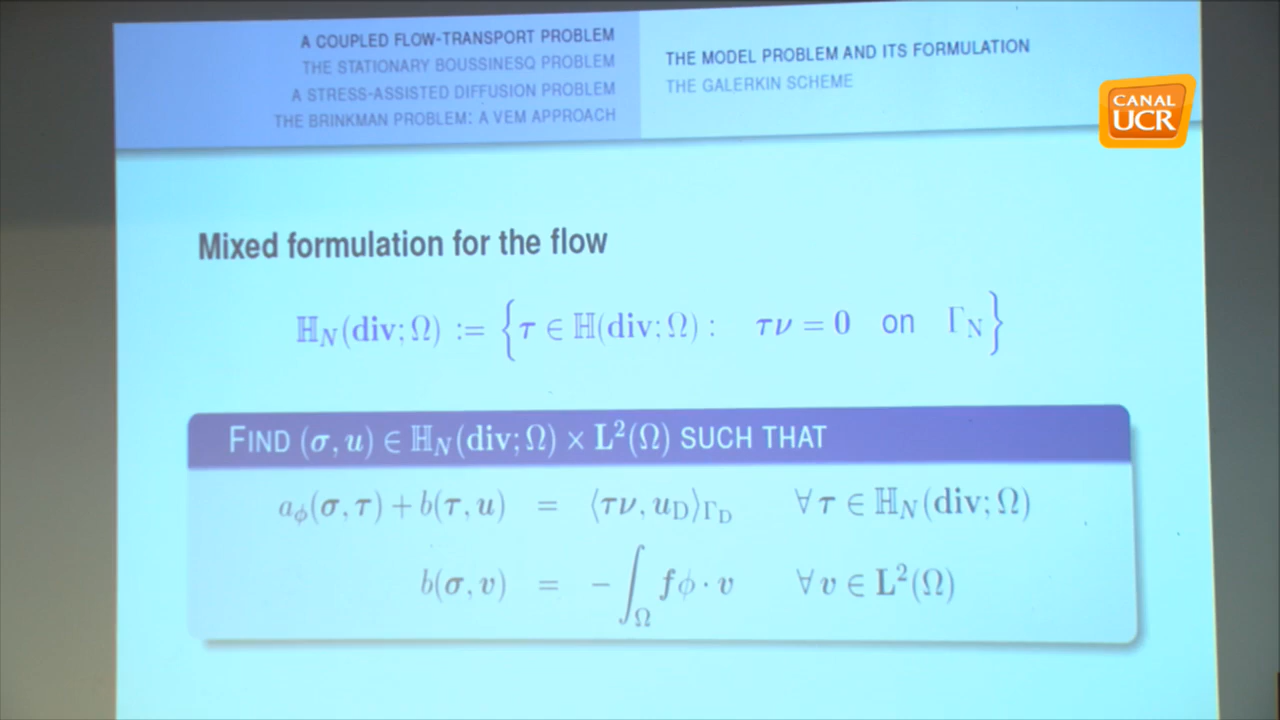 A COUPLED FLOW-TRANSPORT PROBLEM
THE STATIONARY BOUSSINESQ PROBLEM
A STRESS-ASSISTED DIFFUSION PROBLEM
THE BRINKMAN PROBLEM: A VEM APPROACH
THE MODEL PROBLEM AND ITS FORMULATION
THE GALERKIN SCHEME
CANAL
UCR
Mixed formulation for the flow
ℍ_N(div; Ω) := {τ ∈ ℍ(div; Ω) : τν = 0 on Γ_N}
FIND (σ, u) ∈ ℍ_N(div; Ω) × L²(Ω) SUCH THAT
a_ϕ(σ, τ) + b(τ, u) = ⟨τν, u_D⟩_Γ_D ∀ τ ∈ ℍ_N(div; Ω)
b(σ, v) = − ∫_Ω fϕ · v ∀ v ∈ L²(Ω)